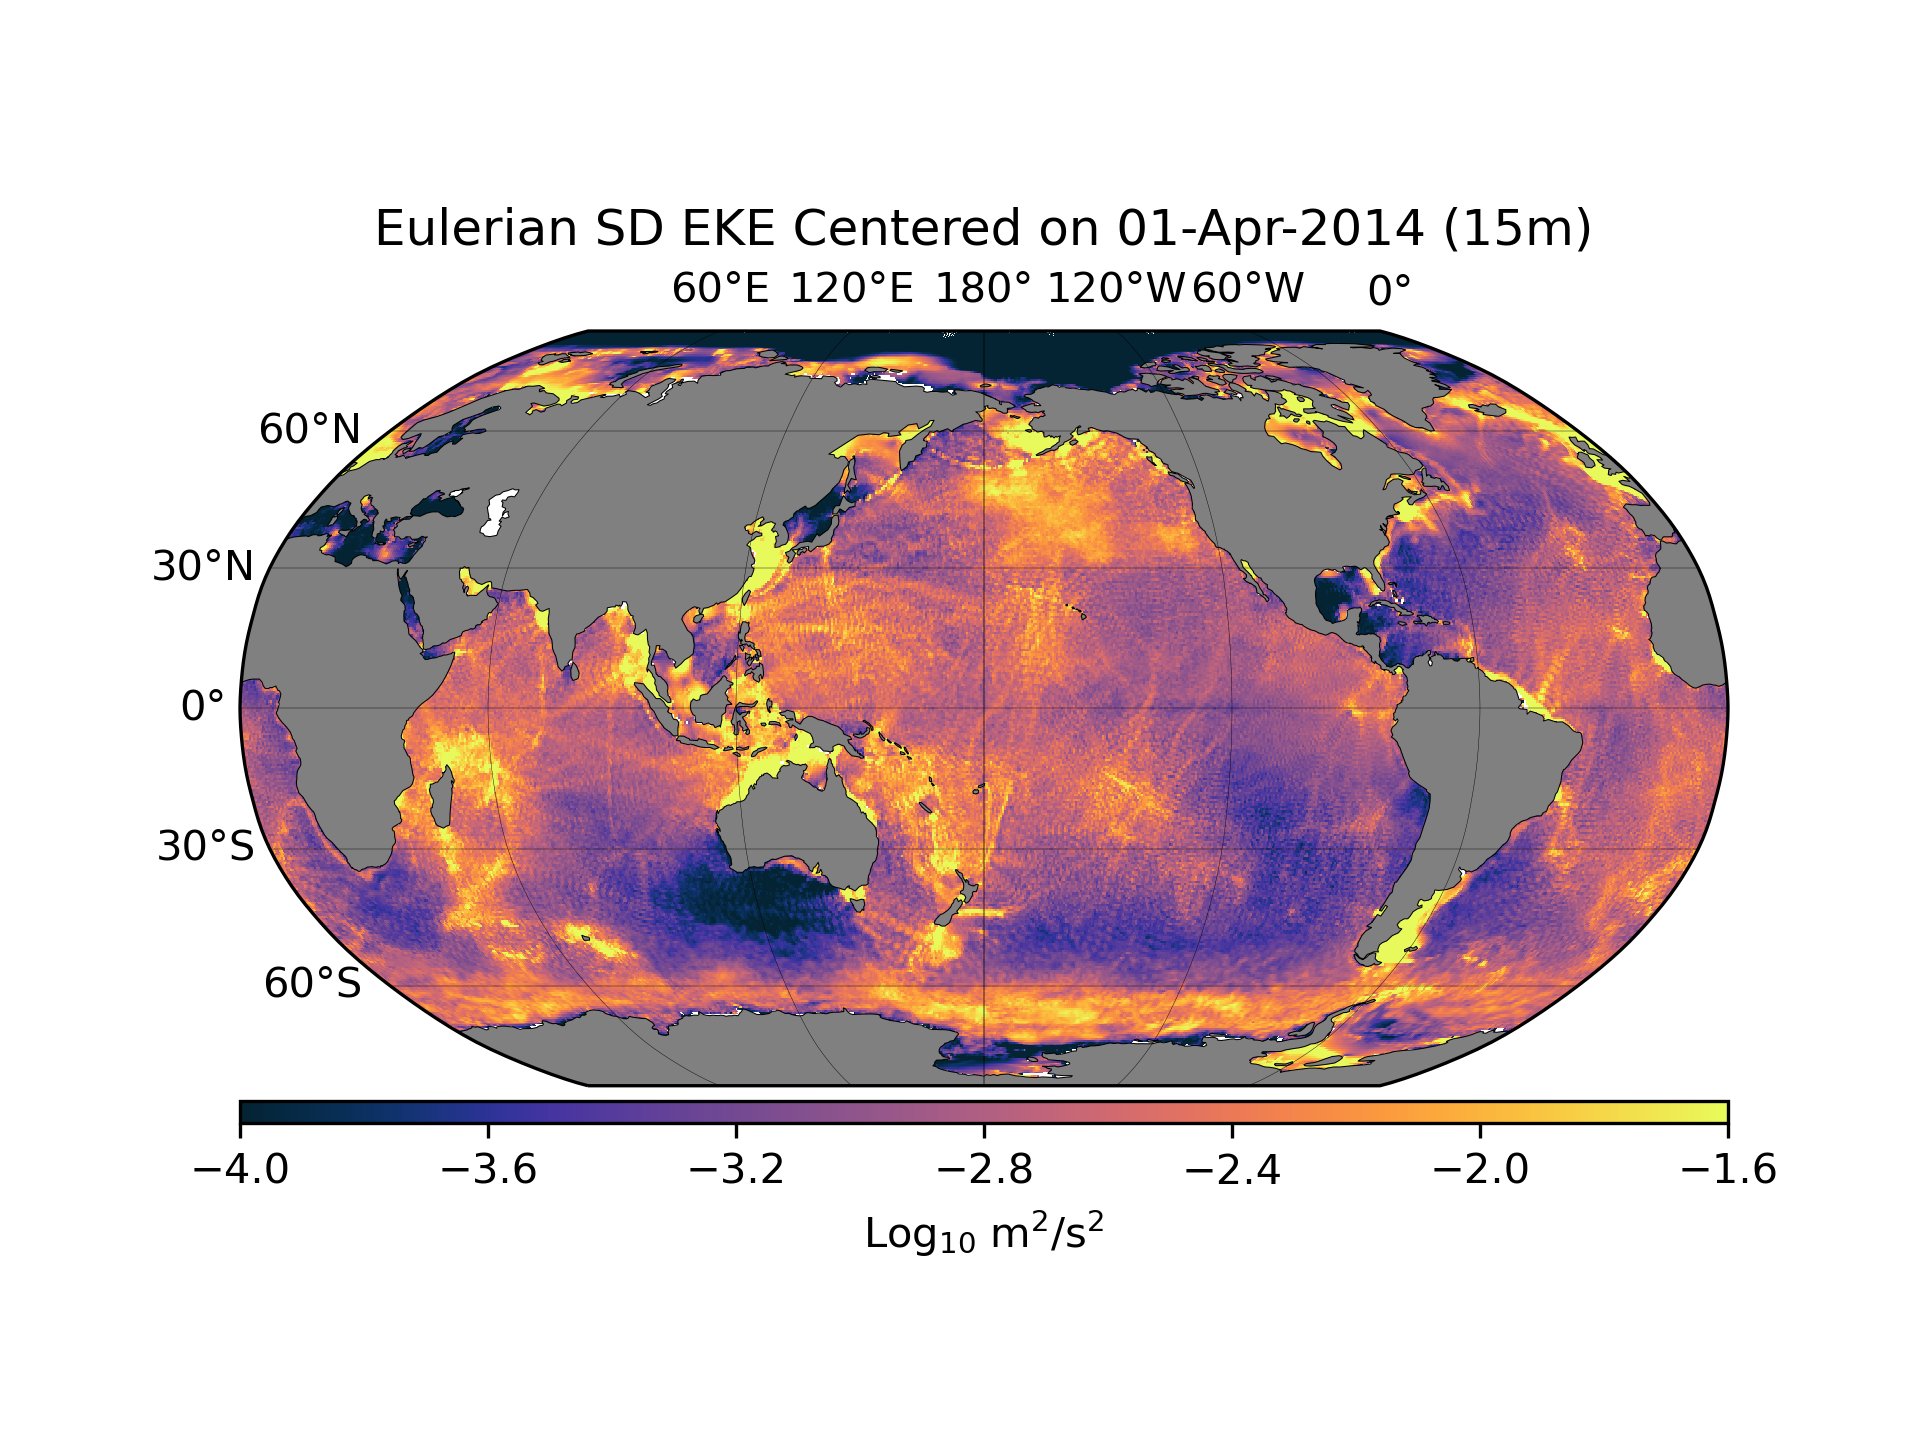 Eulerian SD EKE Centered on 01-Apr-2014 (15m)
60°E 120°E 180° 120°W 60°W 0°
60°N
30°N
0°
30°S
60°S
−4.0 −3.6 −3.2 −2.8 −2.4 −2.0 −1.6
Log₁₀ m²/s²